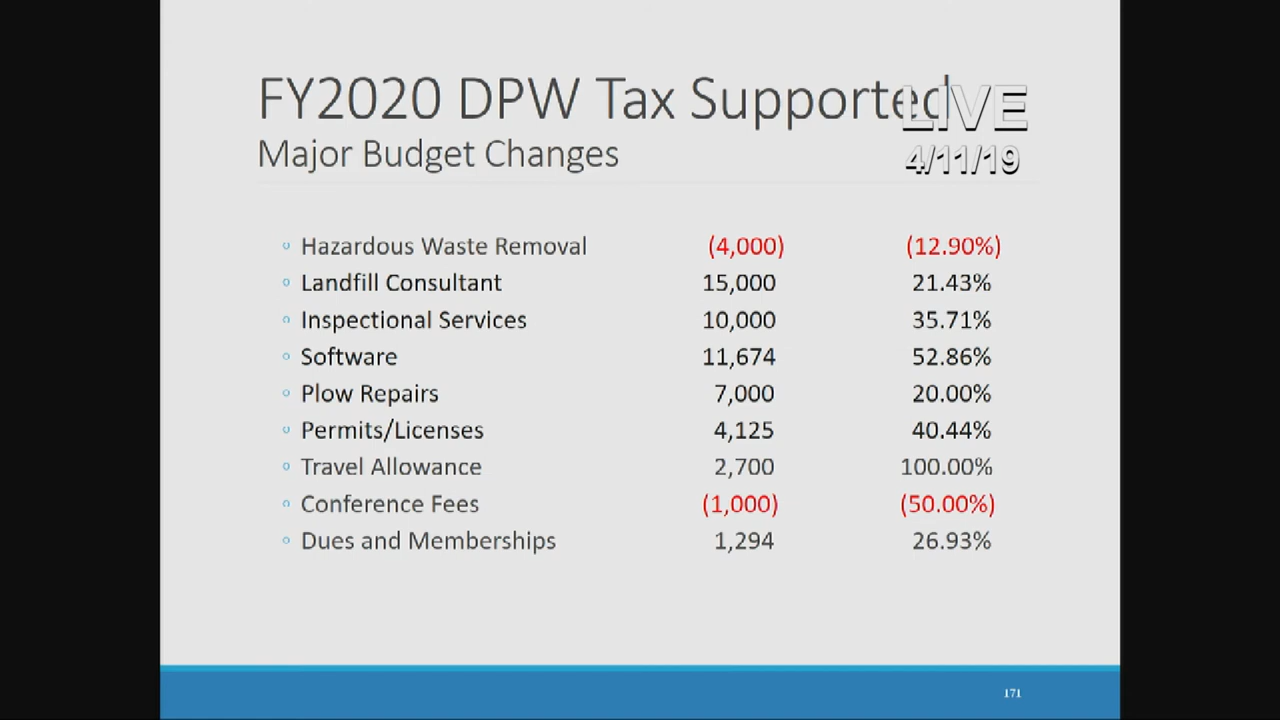 FY2020 DPW Tax Supported
LIVE
Major Budget Changes
4/11/19
Hazardous Waste Removal (4,000) (12.90%)
Landfill Consultant 15,000 21.43%
Inspectional Services 10,000 35.71%
Software 11,674 52.86%
Plow Repairs 7,000 20.00%
Permits/Licenses 4,125 40.44%
Travel Allowance 2,700 100.00%
Conference Fees (1,000) (50.00%)
Dues and Memberships 1,294 26.93%
171